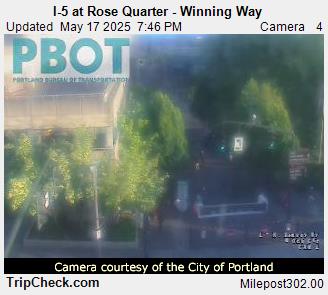 I-5 at Rose Quarter - Winning Way
Updated May 17 2025 7:46 PM Camera 4
PBOT
PORTLAND BUREAU OF TRANSPORTATION
Camera courtesy of the City of Portland
TripCheck.com Milepost302.00